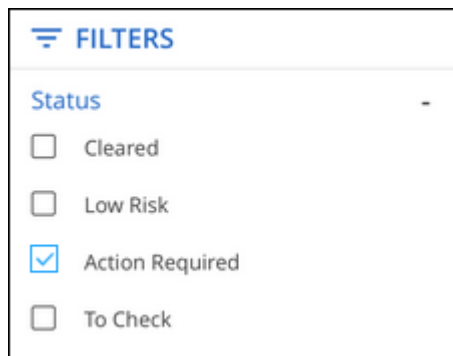 FILTERS
Status -
Cleared
Low Risk
Action Required
To Check